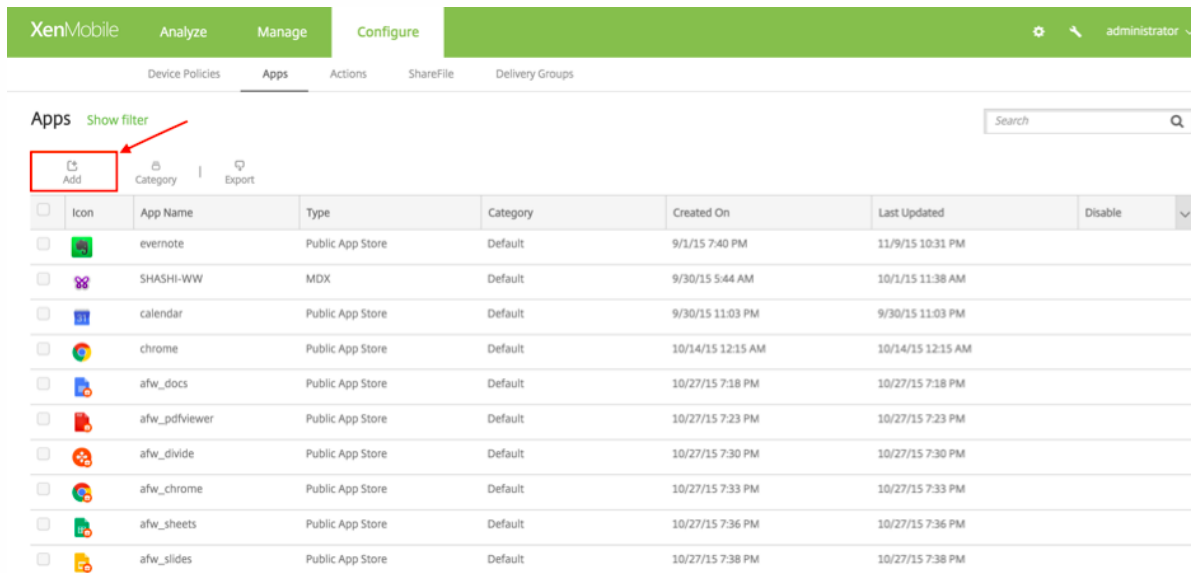 XenMobile Analyze Manage Configure administrator
Device Policies Apps Actions ShareFile Delivery Groups
Apps Show filter Search
Add Category | Export
Icon App Name Type Category Created On Last Updated Disable
evernote Public App Store Default 9/1/15 7:40 PM 11/9/15 10:31 PM
SHASHI-WW MDX Default 9/30/15 5:44 AM 10/1/15 11:38 AM
31 calendar Public App Store Default 9/30/15 11:03 PM 9/30/15 11:03 PM
chrome Public App Store Default 10/14/15 12:15 AM 10/14/15 12:15 AM
afw_docs Public App Store Default 10/27/15 7:18 PM 10/27/15 7:18 PM
afw_pdfviewer Public App Store Default 10/27/15 7:23 PM 10/27/15 7:23 PM
afw_divide Public App Store Default 10/27/15 7:30 PM 10/27/15 7:30 PM
afw_chrome Public App Store Default 10/27/15 7:33 PM 10/27/15 7:33 PM
afw_sheets Public App Store Default 10/27/15 7:36 PM 10/27/15 7:36 PM
afw_slides Public App Store Default 10/27/15 7:38 PM 10/27/15 7:38 PM